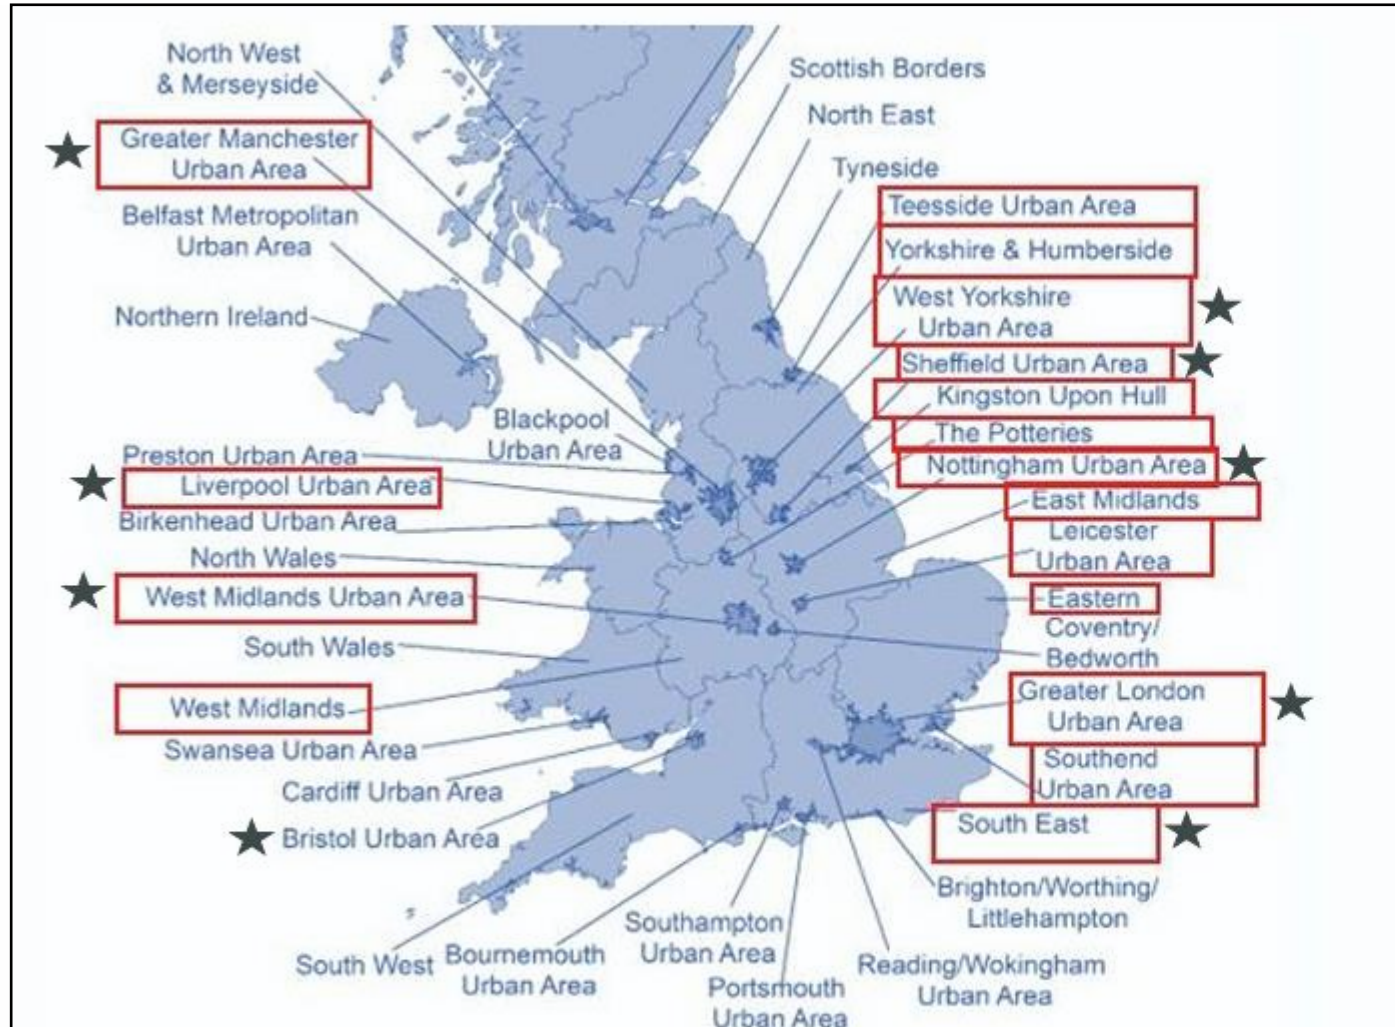 North West
& Merseyside
Greater Manchester
Urban Area
Belfast Metropolitan
Urban Area
Northern Ireland
Blackpool
Urban Area
Preston Urban Area
Liverpool Urban Area
Birkenhead Urban Area
North Wales
West Midlands Urban Area
South Wales
West Midlands
Swansea Urban Area
Cardiff Urban Area
Bristol Urban Area
South West
Bournemouth
Urban Area
Southampton
Urban Area
Portsmouth
Urban Area
Reading/Wokingham
Urban Area
Brighton/Worthing/
Littlehampton
Scottish Borders
North East
Tyneside
Teesside Urban Area
Yorkshire & Humberside
West Yorkshire
Urban Area
Sheffield Urban Area
Kingston Upon Hull
The Potteries
Nottingham Urban Area
East Midlands
Leicester
Urban Area
Eastern
Coventry/
Bedworth
Greater London
Urban Area
Southend
Urban Area
South East